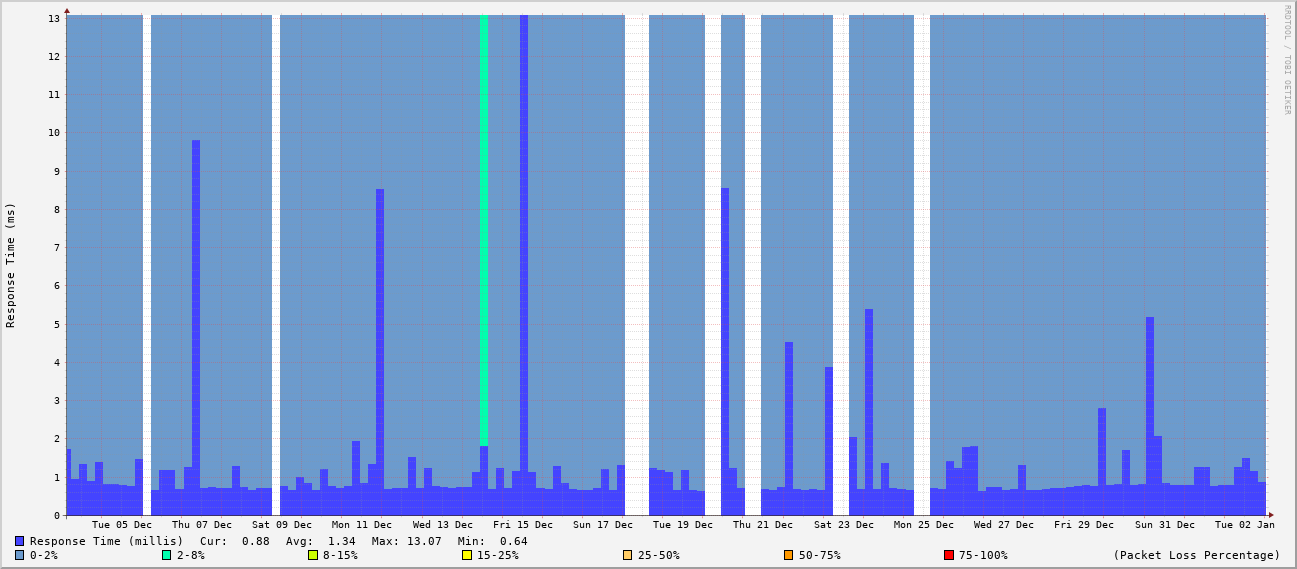 13
12
11
10
9
8
7
6
5
4
3
2
1
0
Response Time (ms)
RRDTOOL / TOBI OETIKER
Tue 05 Dec Thu 07 Dec Sat 09 Dec Mon 11 Dec Wed 13 Dec Fri 15 Dec Sun 17 Dec Tue 19 Dec Thu 21 Dec Sat 23 Dec Mon 25 Dec Wed 27 Dec Fri 29 Dec Sun 31 Dec Tue 02 Jan
Response Time (millis) Cur: 0.88 Avg: 1.34 Max: 13.07 Min: 0.64
0-2% 2-8% 8-15% 15-25% 25-50% 50-75% 75-100% (Packet Loss Percentage)